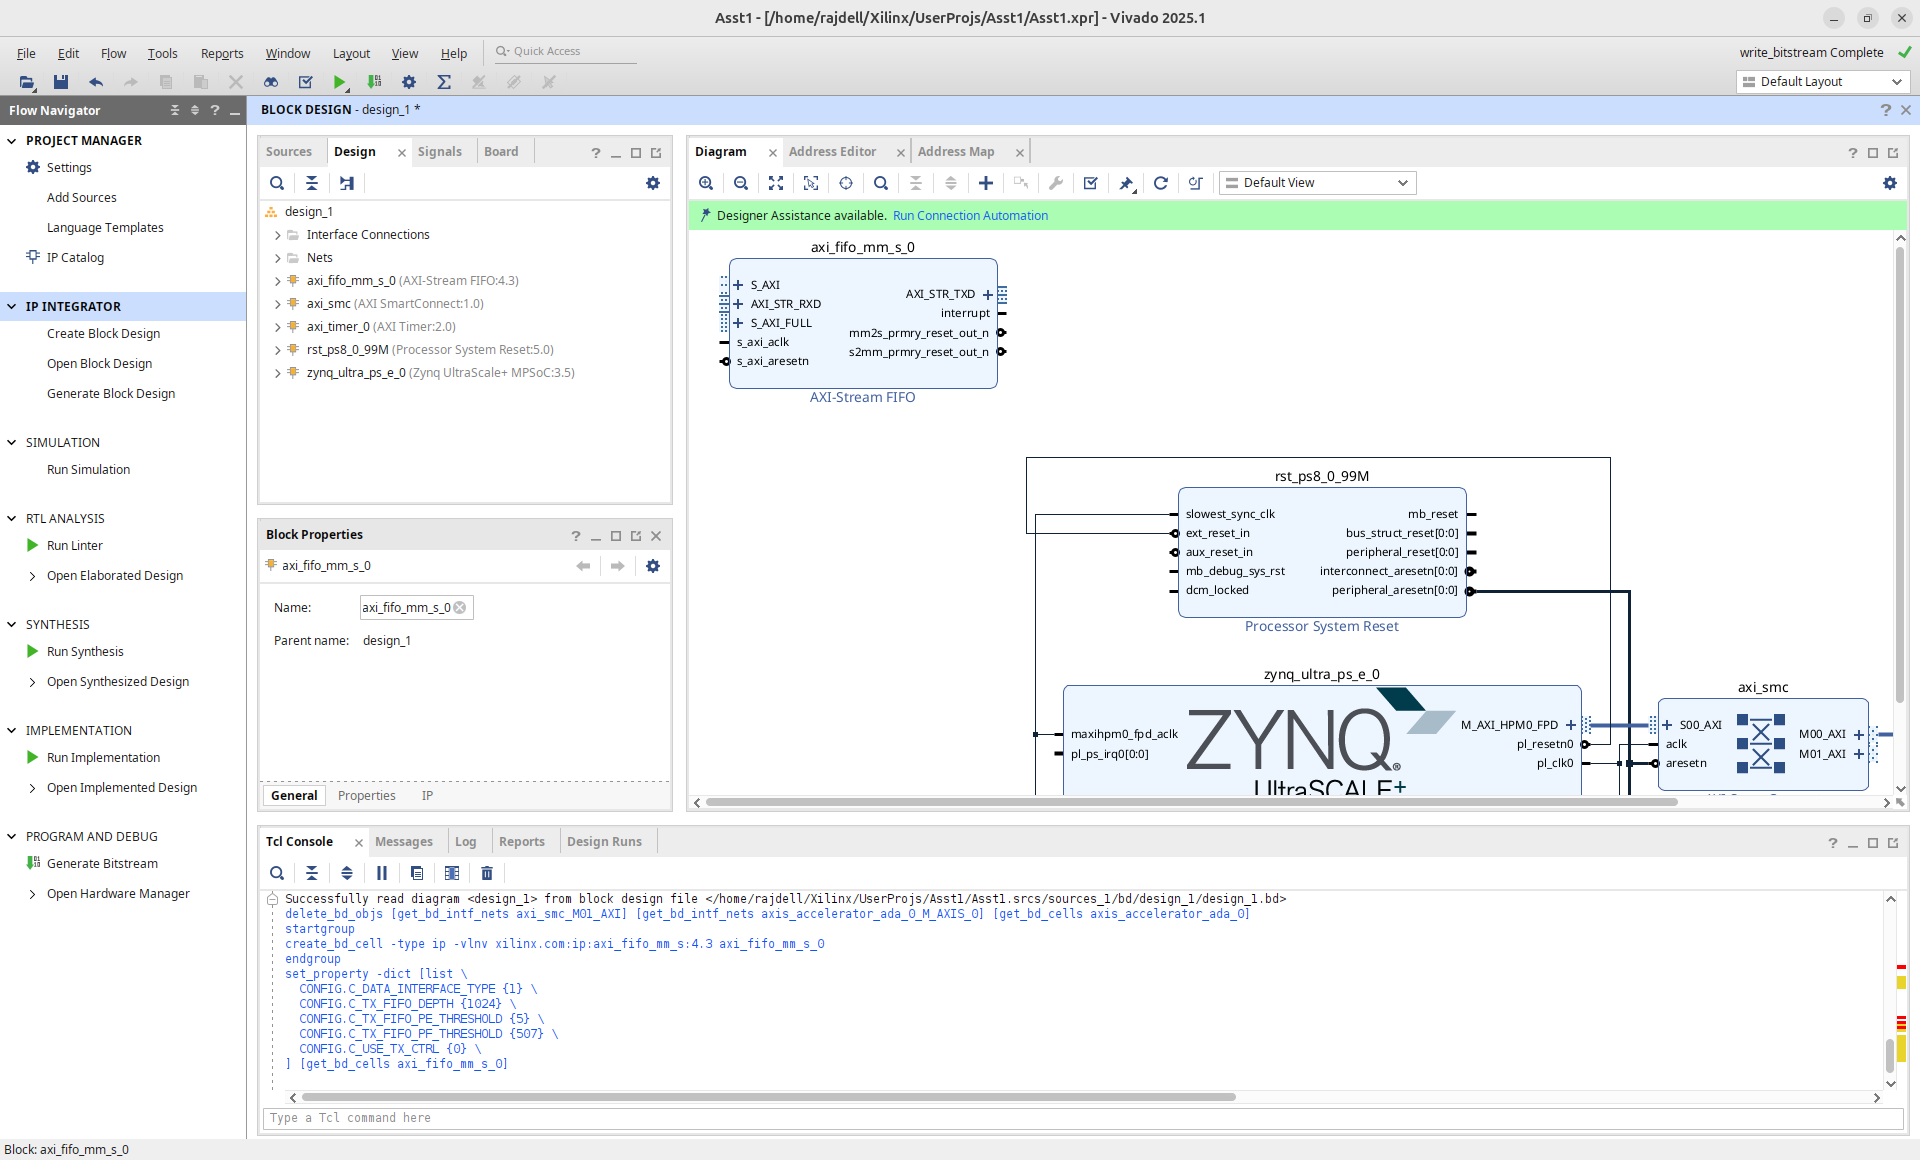 Asst1 - [/home/rajdell/Xilinx/UserProjs/Asst1/Asst1.xpr] - Vivado 2025.1
File Edit Flow Tools Reports Window Layout View Help
Quick Access
write_bitstream Complete
Default Layout
Flow Navigator
PROJECT MANAGER
Settings
Add Sources
Language Templates
IP Catalog
IP INTEGRATOR
Create Block Design
Open Block Design
Generate Block Design
SIMULATION
Run Simulation
RTL ANALYSIS
Run Linter
Open Elaborated Design
SYNTHESIS
Run Synthesis
Open Synthesized Design
IMPLEMENTATION
Run Implementation
Open Implemented Design
PROGRAM AND DEBUG
Generate Bitstream
Open Hardware Manager
BLOCK DESIGN - design_1 *
Sources Design Signals Board
design_1
Interface Connections
Nets
axi_fifo_mm_s_0 (AXI-Stream FIFO:4.3)
axi_smc (AXI SmartConnect:1.0)
axi_timer_0 (AXI Timer:2.0)
rst_ps8_0_99M (Processor System Reset:5.0)
zynq_ultra_ps_e_0 (Zynq UltraScale+ MPSoC:3.5)
Block Properties
axi_fifo_mm_s_0
Name: axi_fifo_mm_s_0
Parent name: design_1
General Properties IP
Diagram Address Editor Address Map
Default View
Designer Assistance available. Run Connection Automation
axi_fifo_mm_s_0
S_AXI
AXI_STR_RXD
S_AXI_FULL
s_axi_aclk
s_axi_aresetn
AXI_STR_TXD
interrupt
mm2s_prmry_reset_out_n
s2mm_prmry_reset_out_n
AXI-Stream FIFO
rst_ps8_0_99M
slowest_sync_clk
ext_reset_in
aux_reset_in
mb_debug_sys_rst
dcm_locked
mb_reset
bus_struct_reset[0:0]
peripheral_reset[0:0]
interconnect_aresetn[0:0]
peripheral_aresetn[0:0]
Processor System Reset
zynq_ultra_ps_e_0
maxihpm0_fpd_aclk
pl_ps_irq0[0:0]
ZYNQ®
UltraSCALE+
M_AXI_HPM0_FPD
pl_resetn0
pl_clk0
axi_smc
S00_AXI
aclk
aresetn
M00_AXI
M01_AXI
Tcl Console Messages Log Reports Design Runs
Successfully read diagram <design_1> from block design file </home/rajdell/Xilinx/UserProjs/Asst1/Asst1.srcs/sources_1/bd/design_1/design_1.bd>
delete_bd_objs [get_bd_intf_nets axi_smc_M01_AXI] [get_bd_intf_nets axis_accelerator_ada_0_M_AXIS_0] [get_bd_cells axis_accelerator_ada_0]
startgroup
create_bd_cell -type ip -vlnv xilinx.com:ip:axi_fifo_mm_s:4.3 axi_fifo_mm_s_0
endgroup
set_property -dict [list \
CONFIG.C_DATA_INTERFACE_TYPE {1} \
CONFIG.C_TX_FIFO_DEPTH {1024} \
CONFIG.C_TX_FIFO_PE_THRESHOLD {5} \
CONFIG.C_TX_FIFO_PF_THRESHOLD {507} \
CONFIG.C_USE_TX_CTRL {0} \
] [get_bd_cells axi_fifo_mm_s_0]
Type a Tcl command here
Block: axi_fifo_mm_s_0